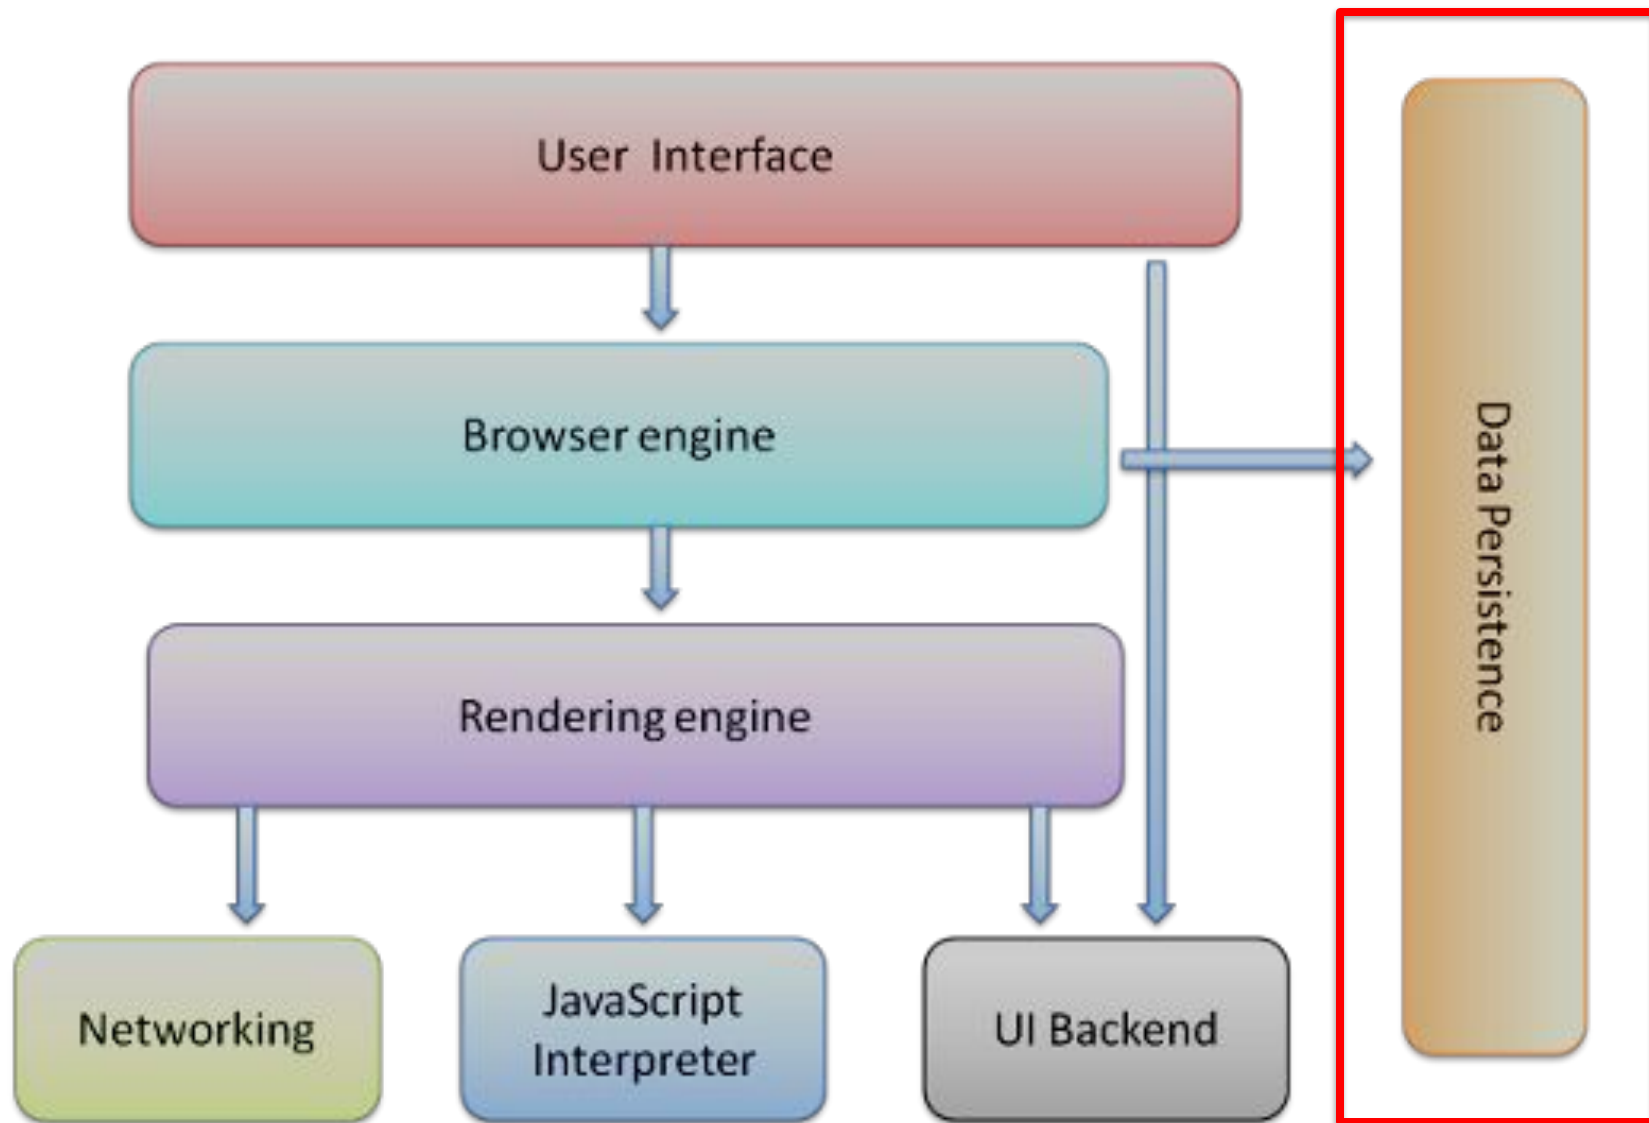 User Interface
Browser engine
Data Persistence
Rendering engine
Networking
JavaScript
Interpreter
UI Backend